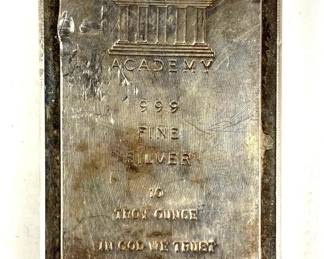 ACADEMY
999
FINE
SILVER
10
TROY OUNCE
IN GOD WE TRUST